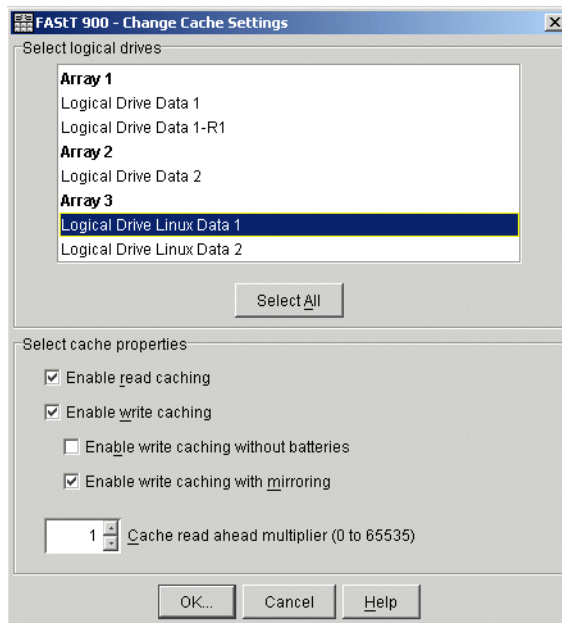 FAStT 900 - Change Cache Settings
Select logical drives
Array 1
Logical Drive Data 1
Logical Drive Data 1-R1
Array 2
Logical Drive Data 2
Array 3
Logical Drive Linux Data 1
Logical Drive Linux Data 2
Select All
Select cache properties
Enable read caching
Enable write caching
Enable write caching without batteries
Enable write caching with mirroring
1 Cache read ahead multiplier (0 to 65535)
OK... Cancel Help